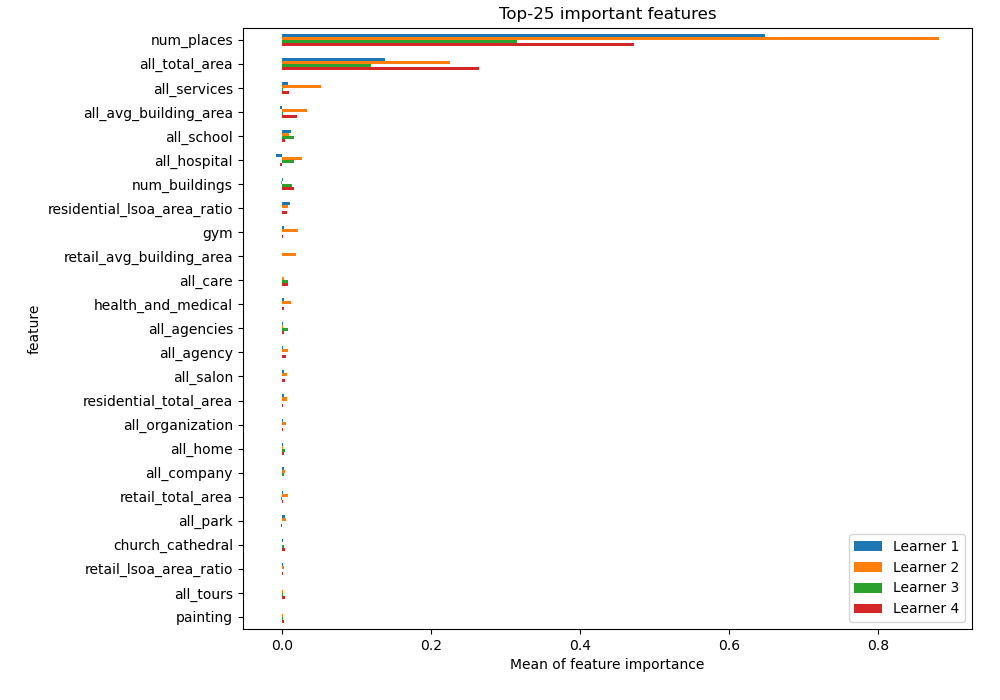 Top-25 important features
num_places
all_total_area
all_services
all_avg_building_area
all_school
all_hospital
num_buildings
residential_lsoa_area_ratio
gym
retail_avg_building_area
all_care
health_and_medical
all_agencies
all_agency
all_salon
residential_total_area
all_organization
all_home
all_company
retail_total_area
all_park
church_cathedral
retail_lsoa_area_ratio
all_tours
painting
feature
Learner 1
Learner 2
Learner 3
Learner 4
0.0 0.2 0.4 0.6 0.8
Mean of feature importance